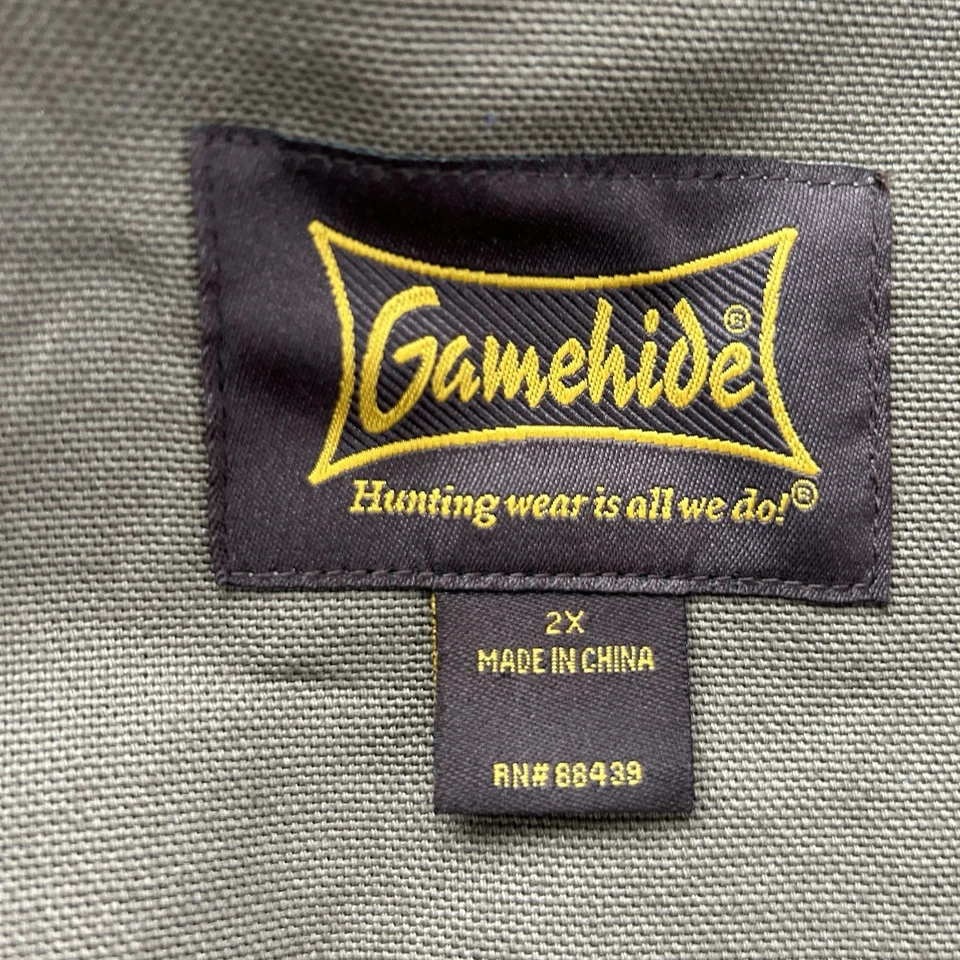 Gamehide®
Hunting wear is all we do!®
2X
MADE IN CHINA
RN# 88439